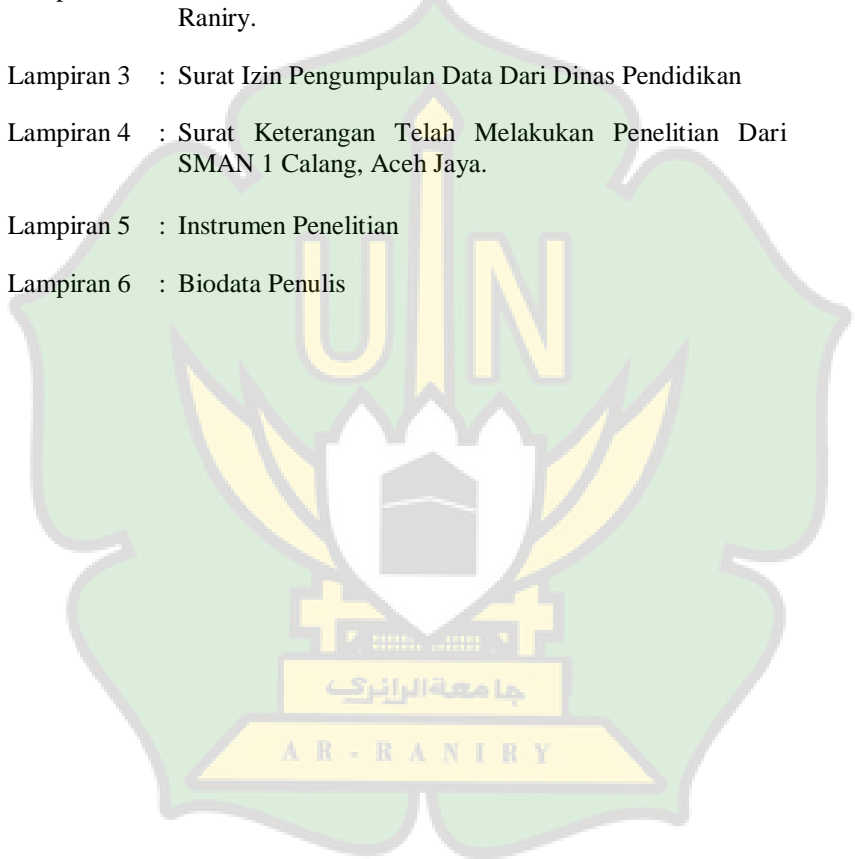 Raniry.
Lampiran 3 : Surat Izin Pengumpulan Data Dari Dinas Pendidikan
Lampiran 4 : Surat Keterangan Telah Melakukan Penelitian Dari
SMAN 1 Calang, Aceh Jaya.
Lampiran 5 : Instrumen Penelitian
Lampiran 6 : Biodata Penulis
UIN
جامعة الرانري
AR-RANIRY